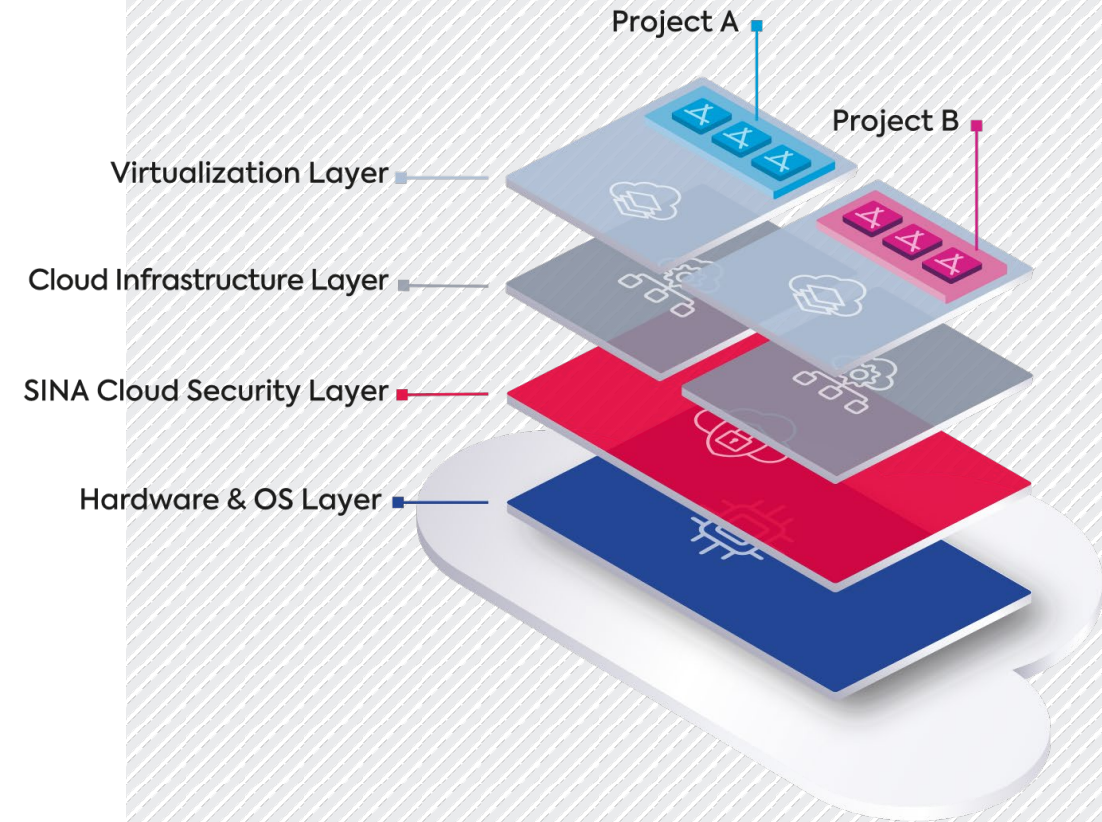 Project A
Project B
Virtualization Layer
Cloud Infrastructure Layer
SINA Cloud Security Layer
Hardware & OS Layer